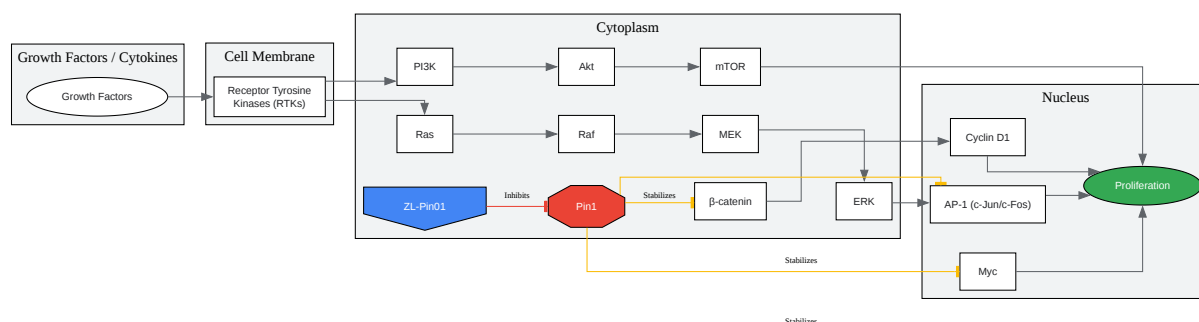 Cytoplasm
Growth Factors / Cytokines
Cell Membrane
Growth Factors
Receptor Tyrosine
Kinases (RTKs)
PI3K
Akt
mTOR
Ras
Raf
MEK
ZL-Pin01
Inhibits
Pin1
Stabilizes
β-catenin
ERK
Nucleus
Cyclin D1
Proliferation
AP-1 (c-Jun/c-Fos)
Stabilizes
Myc
Stabilizes